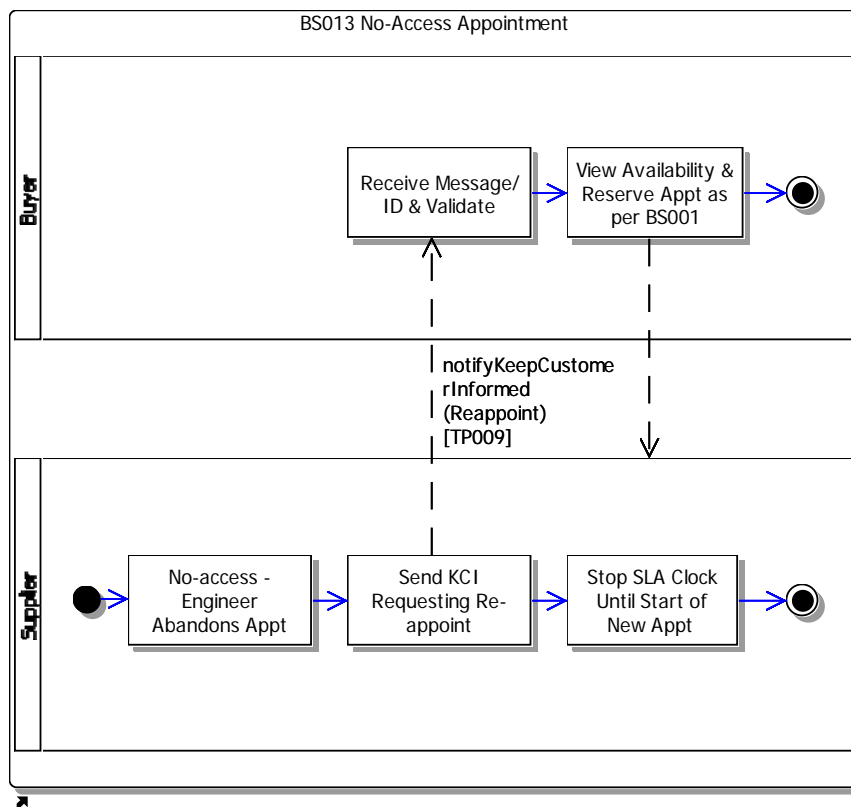 BS013 No-Access Appointment
Buyer
Receive Message/
ID & Validate
View Availability &
Reserve Appt as
per BS001
notifyKeepCustome
rInformed
(Reappoint)
[TP009]
Supplier
No-access -
Engineer
Abandons Appt
Send KCI
Requesting Re-
appoint
Stop SLA Clock
Until Start of
New Appt